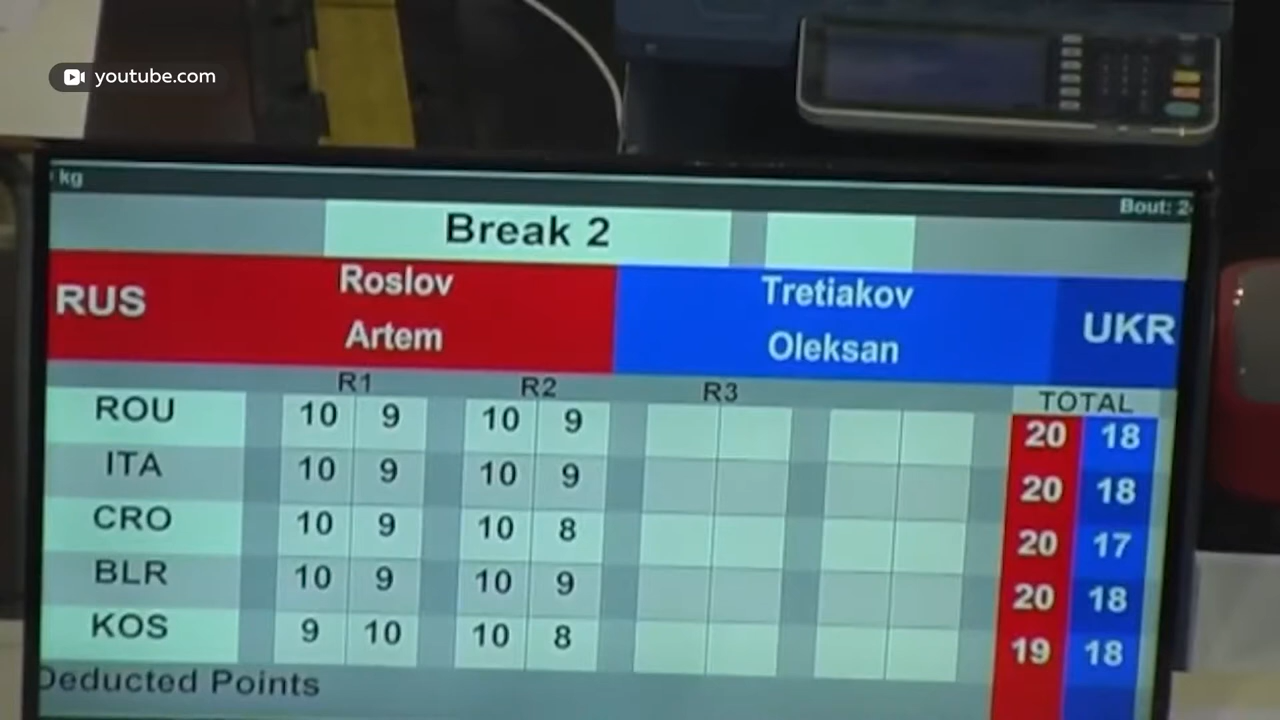 youtube.com
kg
Bout: 2
Break 2
RUS Roslov Artem Tretiakov Oleksan UKR
R1 R2 R3 TOTAL
ROU 10 9 10 9 20 18
ITA 10 9 10 9 20 18
CRO 10 9 10 8 20 17
BLR 10 9 10 9 20 18
KOS 9 10 10 8 19 18
Deducted Points